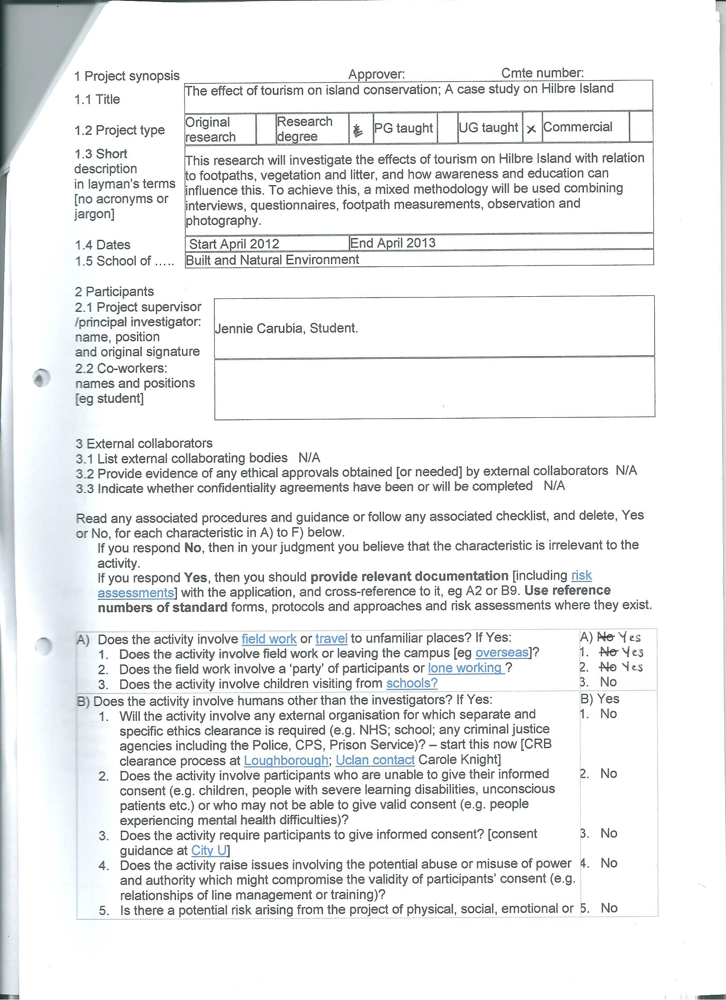 1 Project synopsis Approver: Cmte number:
1.1 Title The effect of tourism on island conservation; A case study on Hilbre Island
1.2 Project type Original research Research degree PG taught UG taught x Commercial
1.3 Short description in layman's terms [no acronyms or jargon]
This research will investigate the effects of tourism on Hilbre Island with relation
to footpaths, vegetation and litter, and how awareness and education can
influence this. To achieve this, a mixed methodology will be used combining
interviews, questionnaires, footpath measurements, observation and
photography.
1.4 Dates Start April 2012 End April 2013
1.5 School of ..... Built and Natural Environment
2 Participants
2.1 Project supervisor
/principal investigator:
name, position
and original signature
Jennie Carubia, Student.
2.2 Co-workers:
names and positions
[eg student]
3 External collaborators
3.1 List external collaborating bodies N/A
3.2 Provide evidence of any ethical approvals obtained [or needed] by external collaborators N/A
3.3 Indicate whether confidentiality agreements have been or will be completed N/A
Read any associated procedures and guidance or follow any associated checklist, and delete, Yes
or No, for each characteristic in A) to F) below.
If you respond No, then in your judgment you believe that the characteristic is irrelevant to the
activity.
If you respond Yes, then you should provide relevant documentation [including risk
assessments] with the application, and cross-reference to it, eg A2 or B9. Use reference
numbers of standard forms, protocols and approaches and risk assessments where they exist.
A) Does the activity involve field work or travel to unfamiliar places? If Yes: A) No Yes
1. Does the activity involve field work or leaving the campus [eg overseas]? 1. No Yes
2. Does the field work involve a 'party' of participants or lone working ? 2. No Yes
3. Does the activity involve children visiting from schools? 3. No
B) Does the activity involve humans other than the investigators? If Yes: B) Yes
1. Will the activity involve any external organisation for which separate and 1. No
specific ethics clearance is required (e.g. NHS; school; any criminal justice
agencies including the Police, CPS, Prison Service)? – start this now [CRB
clearance process at Loughborough; Uclan contact Carole Knight]
2. Does the activity involve participants who are unable to give their informed 2. No
consent (e.g. children, people with severe learning disabilities, unconscious
patients etc.) or who may not be able to give valid consent (e.g. people
experiencing mental health difficulties)?
3. Does the activity require participants to give informed consent? [consent 3. No
guidance at City U]
4. Does the activity raise issues involving the potential abuse or misuse of power 4. No
and authority which might compromise the validity of participants' consent (e.g.
relationships of line management or training)?
5. Is there a potential risk arising from the project of physical, social, emotional or 5. No